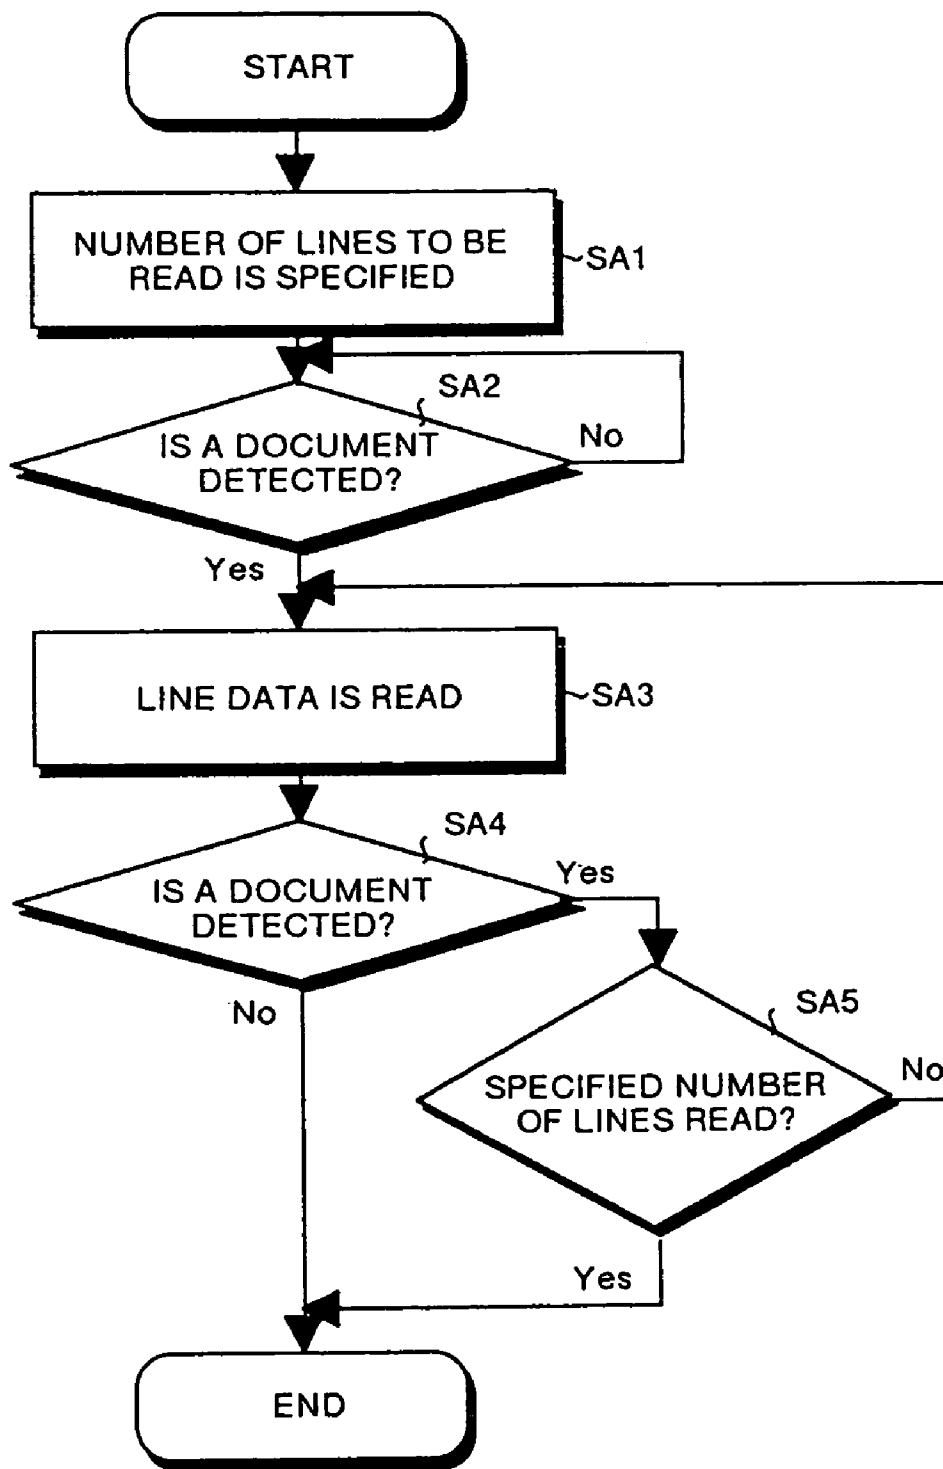 START
NUMBER OF LINES TO BE
READ IS SPECIFIED
SA1
SA2
IS A DOCUMENT
DETECTED?
No
Yes
LINE DATA IS READ
SA3
SA4
IS A DOCUMENT
DETECTED?
Yes
No
SA5
SPECIFIED NUMBER
OF LINES READ?
No
Yes
END